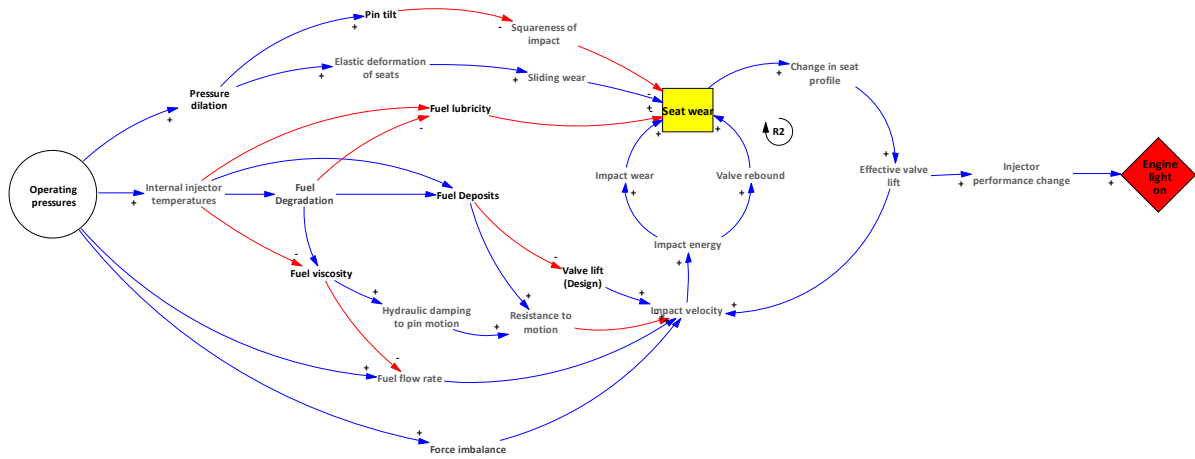 Pin tilt
Squareness of
impact
Elastic deformation
of seats
Sliding wear
Change in seat
profile
Pressure
dilation
Fuel lubricity
Seat wear
R2
Operating
pressures
Internal injector
temperatures
Fuel
Degradation
Fuel Deposits
Impact wear
Valve rebound
Effective valve
lift
Injector
performance change
Engine
light
on
Impact energy
Fuel viscosity
Valve lift
(Design)
Hydraulic damping
to pin motion
Resistance to
motion
Impact velocity
Fuel flow rate
Force imbalance